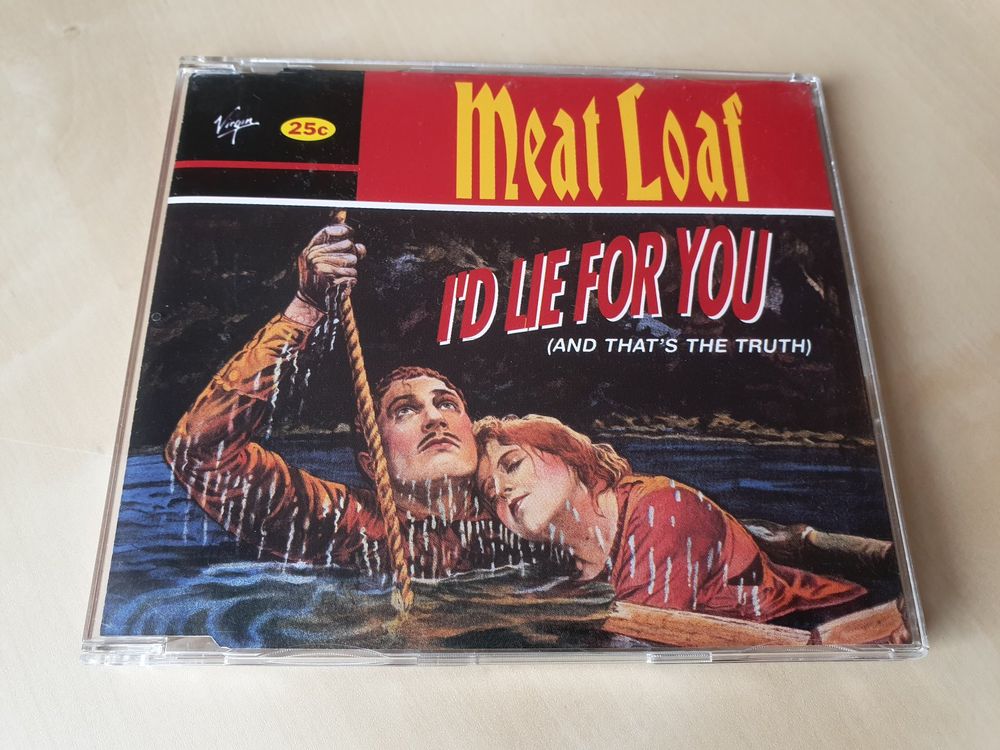 Virgin
25c
Meat Loaf
I'D LIE FOR YOU
(AND THAT'S THE TRUTH)